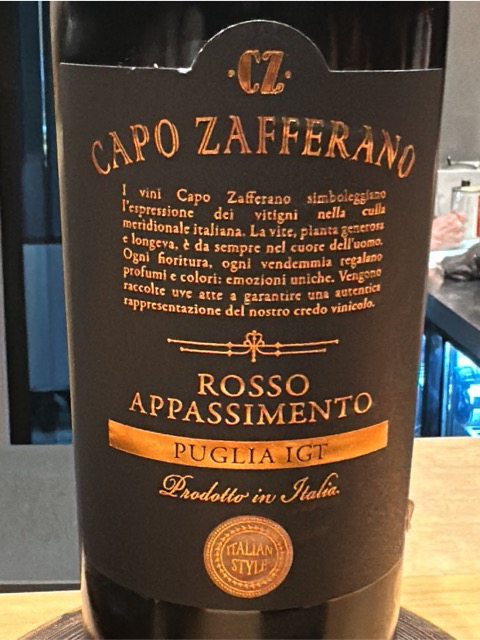 ·CZ·
CAPO ZAFFERANO
I vini Capo Zafferano simboleggiano
l'espressione dei vitigni nella culla
meridionale italiana. La vite, pianta generosa
e longeva, è da sempre nel cuore dell'uomo.
Ogni fioritura, ogni vendemmia regalano
profumi e colori: emozioni uniche. Vengono
raccolte uve atte a garantire una autentica
rappresentazione del nostro credo vinicolo.
ROSSO
APPASSIMENTO
PUGLIA IGT
Prodotto in Italia
ITALIAN
STYLE